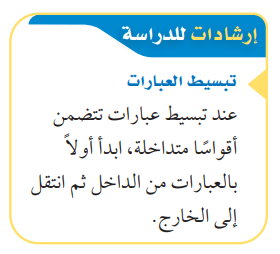 إرشادات للدراسة
تبسيط العبارات
عند تبسيط عبارات تتضمن
أقواسًا متداخلة، ابدأ أولاً
بالعبارات من الداخل ثم انتقل
إلى الخارج.